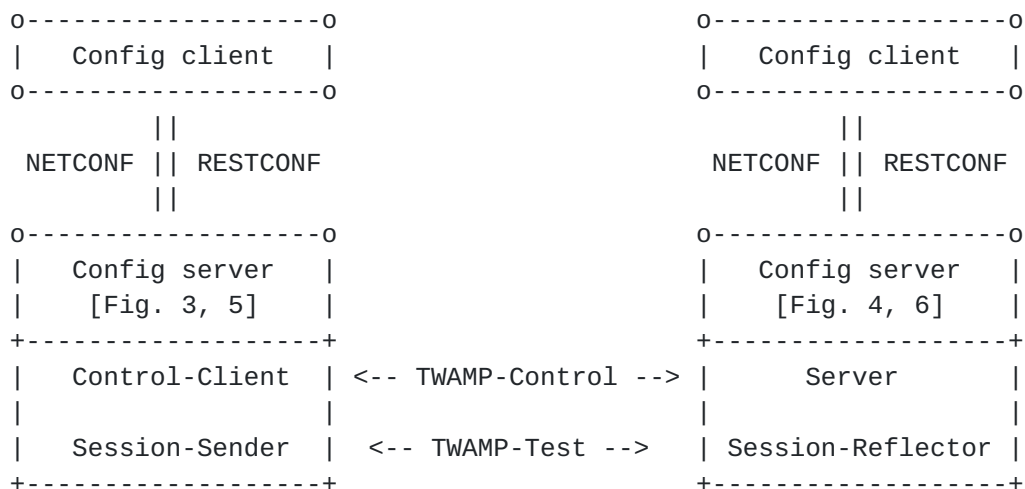 o-------------------o                       o-------------------o
|   Config client   |                       |   Config client   |
o-------------------o                       o-------------------o
         ||                                          ||
 NETCONF || RESTCONF                         NETCONF || RESTCONF
         ||                                          ||
o-------------------o                       o-------------------o
|   Config server   |                       |   Config server   |
|    [Fig. 3, 5]    |                       |    [Fig. 4, 6]    |
+-------------------+                       +-------------------+
|   Control-Client  | <-- TWAMP-Control --> |      Server       |
|                   |                       |                   |
|   Session-Sender  |  <-- TWAMP-Test -->   | Session-Reflector |
+-------------------+                       +-------------------+